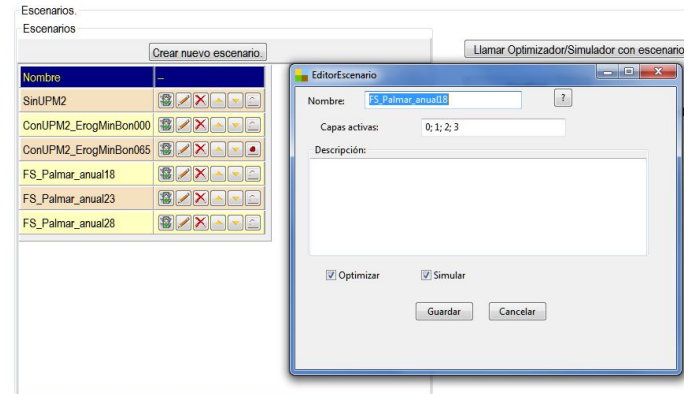 Escenarios.
Escenarios
Crear nuevo escenario.
Llamar Optimizador/Simulador con escenario
Nombre --
SinUPM2
ConUPM2_ErogMinBon000
ConUPM2_ErogMinBon065
FS_Palmar_anual18
FS_Palmar_anual23
FS_Palmar_anual28
EditorEscenario
Nombre: FS_Palmar_anual18 ?
Capas activas: 0; 1; 2; 3
Descripción:
Optimizar Simular
Guardar Cancelar